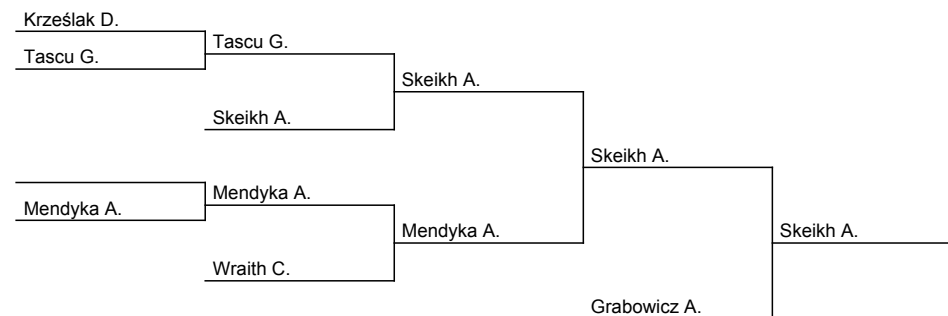 Krześlak D.
Tascu G.
Tascu G.
Skeikh A.
Skeikh A.
Skeikh A.
Mendyka A.
Mendyka A.
Mendyka A.
Skeikh A.
Wraith C.
Grabowicz A.